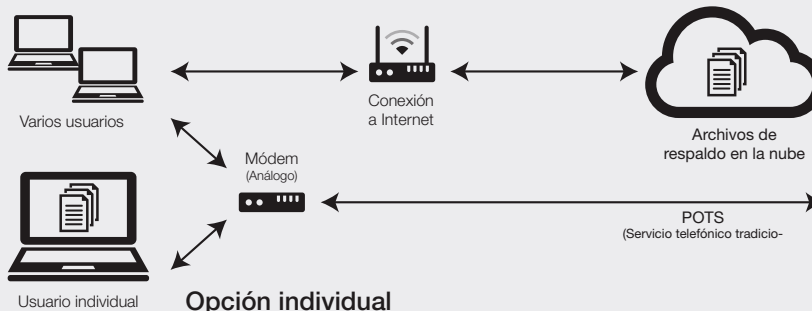 Varios usuarios
Conexión
a Internet
Archivos de
respaldo en la nube
Módem
(Análogo)
POTS
(Servicio telefónico tradicio-
Usuario individual
Opción individual